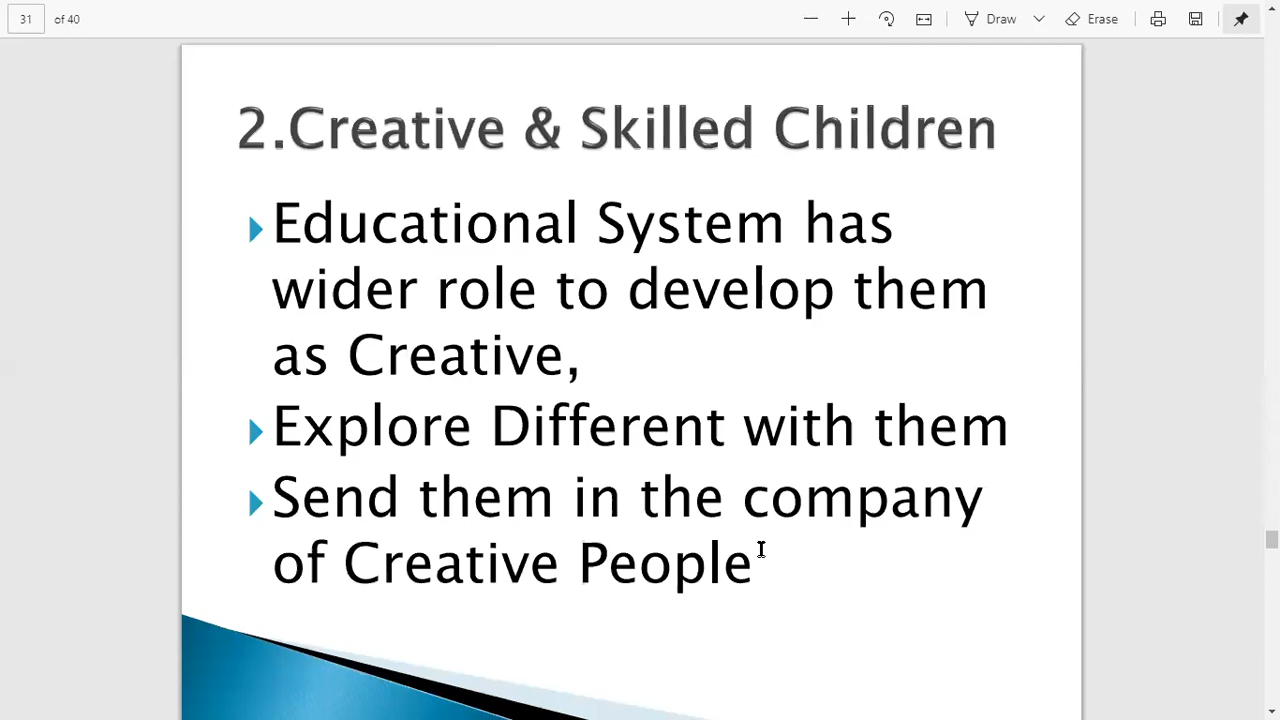 31 of 40 Draw Erase
2.Creative & Skilled Children
Educational System has
wider role to develop them
as Creative,
Explore Different with them
Send them in the company
of Creative People